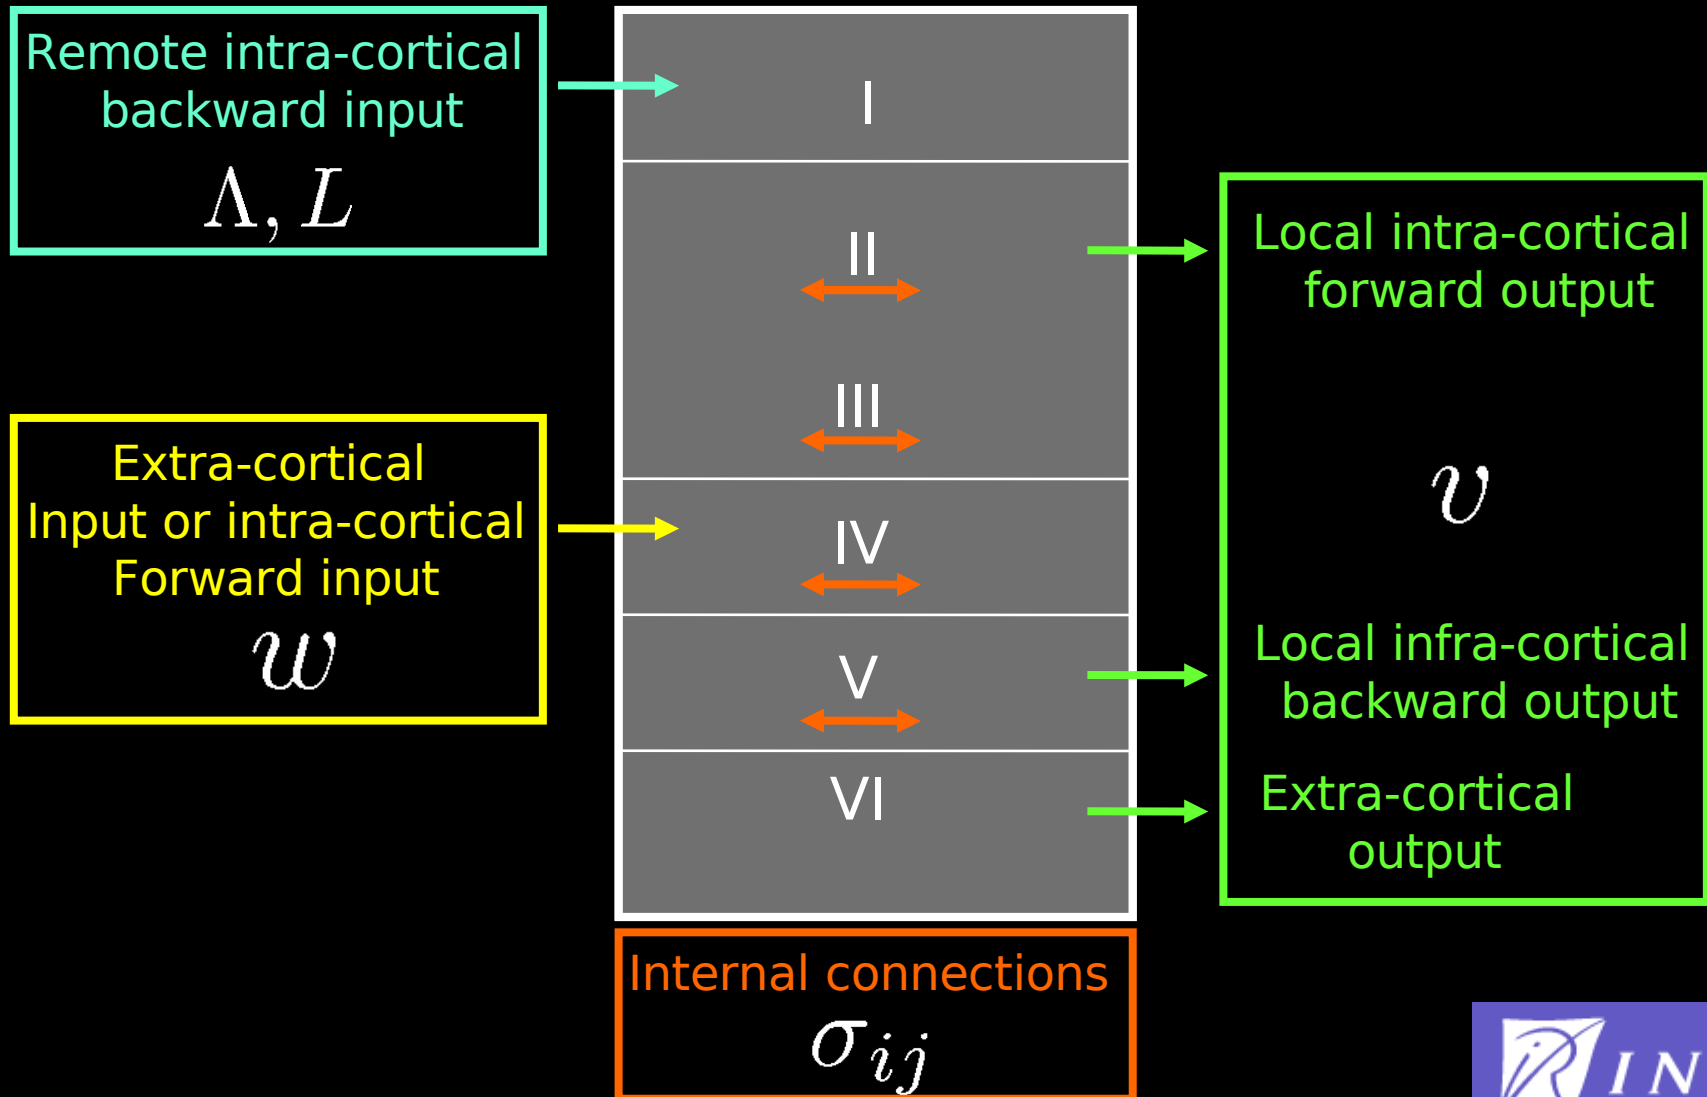 Remote intra-cortical
backward input
Λ, L
Extra-cortical
Input or intra-cortical
Forward input
w
I
II
III
IV
V
VI
Local intra-cortical
forward output
v
Local infra-cortical
backward output
Extra-cortical
output
Internal connections
σij
IN